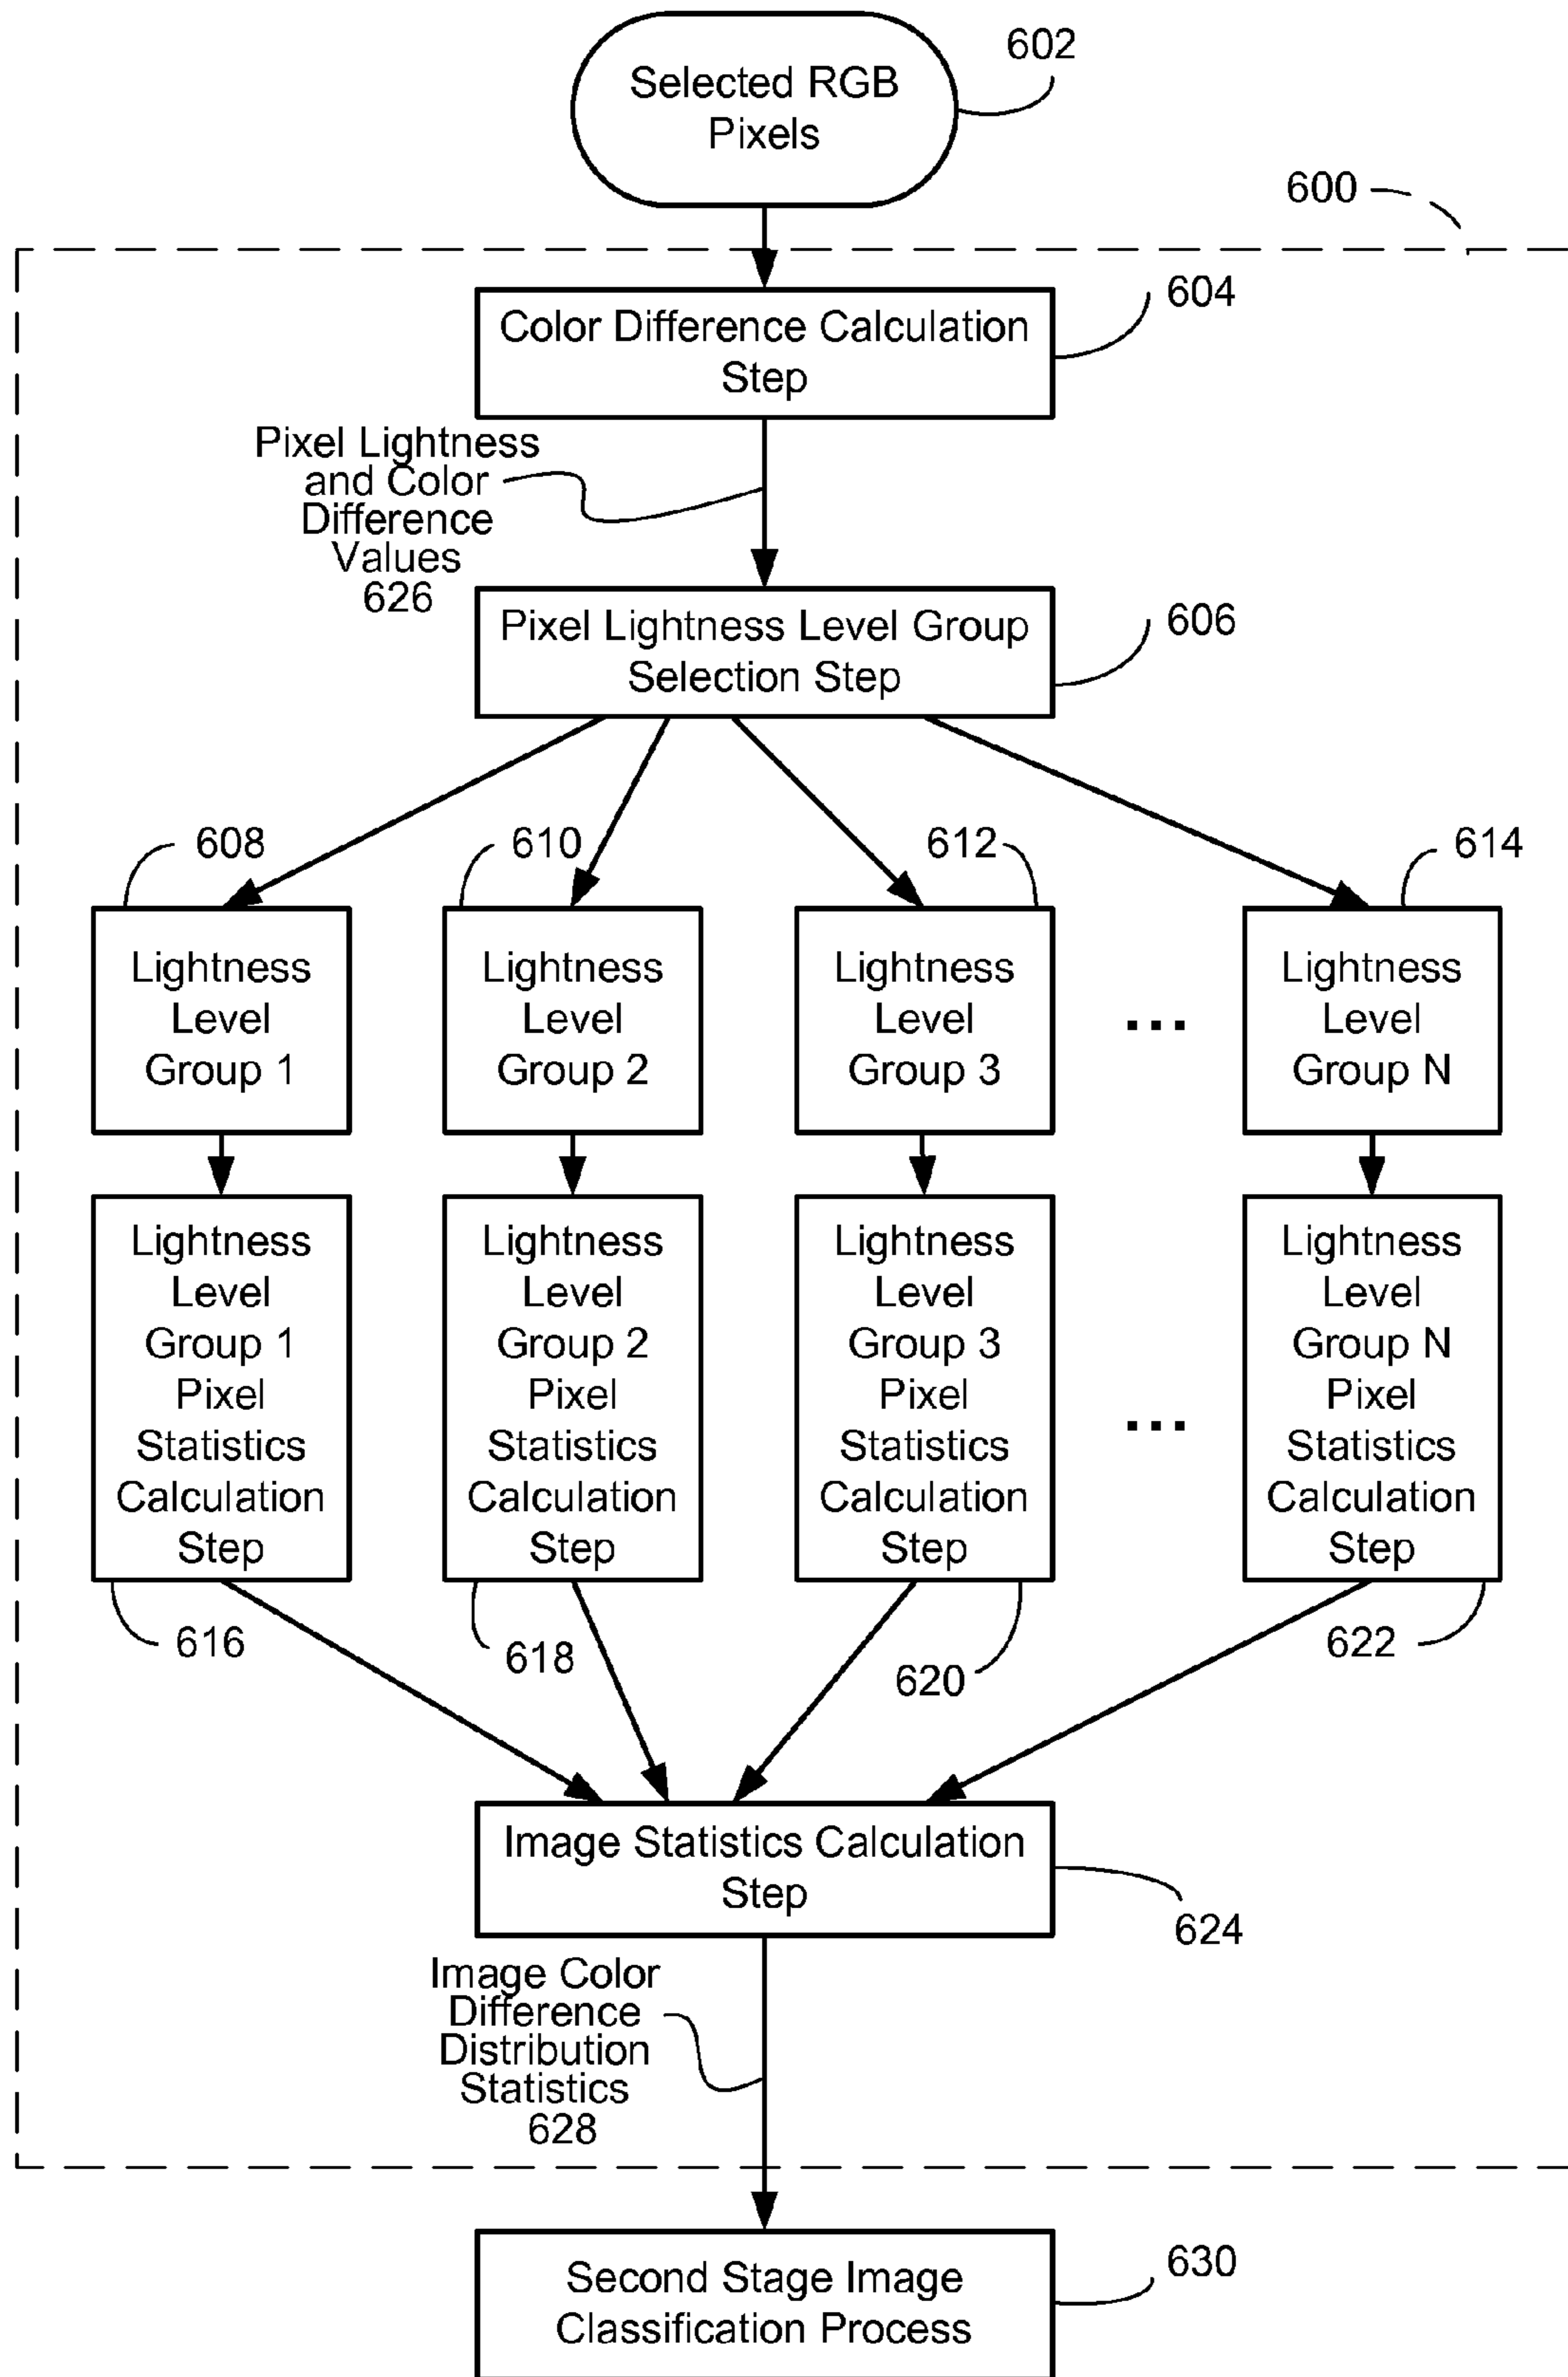 Selected RGB
Pixels
602
600
Color Difference Calculation
Step
604
Pixel Lightness
and Color
Difference
Values
626
Pixel Lightness Level Group
Selection Step
606
608
610
612
614
Lightness
Level
Group 1
Lightness
Level
Group 2
Lightness
Level
Group 3
...
Lightness
Level
Group N
Lightness
Level
Group 1
Pixel
Statistics
Calculation
Step
Lightness
Level
Group 2
Pixel
Statistics
Calculation
Step
Lightness
Level
Group 3
Pixel
Statistics
Calculation
Step
...
Lightness
Level
Group N
Pixel
Statistics
Calculation
Step
616
618
620
622
Image Statistics Calculation
Step
624
Image Color
Difference
Distribution
Statistics
628
Second Stage Image
Classification Process
630